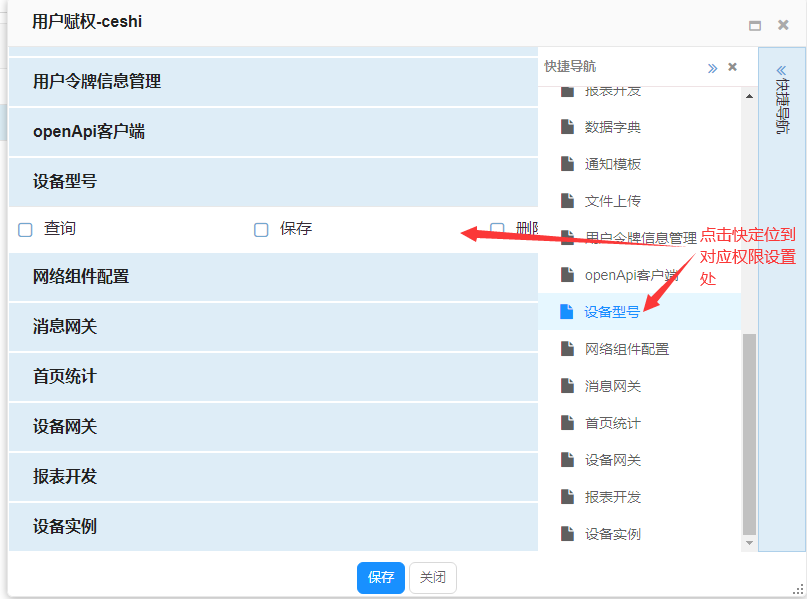 用户赋权-ceshi
用户令牌信息管理
openApi客户端
设备型号
查询
保存
删除
网络组件配置
消息网关
首页统计
设备网关
报表开发
设备实例
快捷导航
报表开发
数据字典
通知模板
文件上传
用户令牌信息管理
openApi客户端
设备型号
网络组件配置
消息网关
首页统计
设备网关
报表开发
设备实例
快捷导航
点击快定位到
对应权限设置
处
保存
关闭